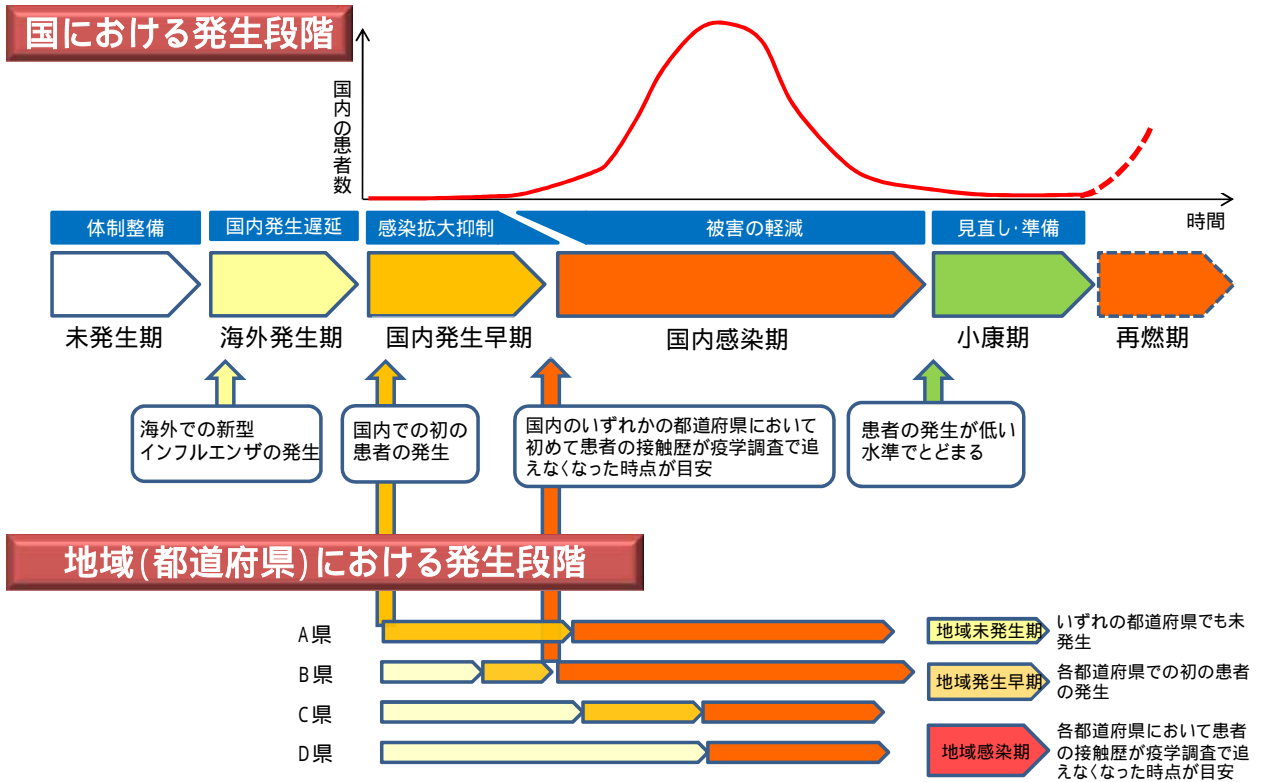 国における発生段階
国内の患者数
時間
体制整備
国内発生遅延
感染拡大抑制
被害の軽減
見直し・準備
未発生期
海外発生期
国内発生早期
国内感染期
小康期
再燃期
海外での新型
インフルエンザの発生
国内での初の
患者の発生
国内のいずれかの都道府県において
初めて患者の接触歴が疫学調査で追
えなくなった時点が目安
患者の発生が低い
水準でとどまる
地域(都道府県)における発生段階
A県
B県
C県
D県
地域未発生期
いずれの都道府県でも未
発生
地域発生早期
各都道府県での初の患者
の発生
地域感染期
各都道府県において患者
の接触歴が疫学調査で追
えなくなった時点が目安